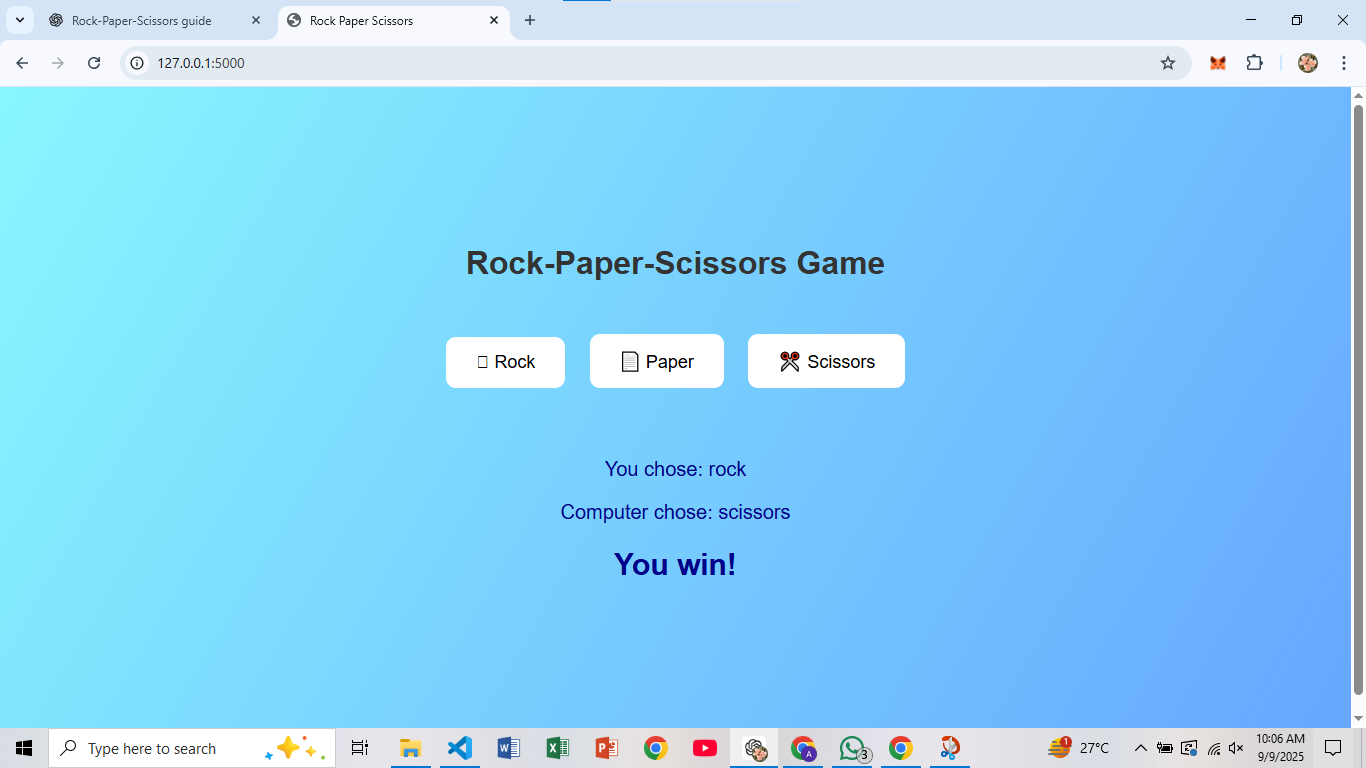 Rock-Paper-Scissors guide
Rock Paper Scissors
127.0.0.1:5000
Rock-Paper-Scissors Game
Rock
Paper
Scissors
You chose: rock
Computer chose: scissors
You win!
Type here to search
A
3
1
27°C
10:06 AM
9/9/2025